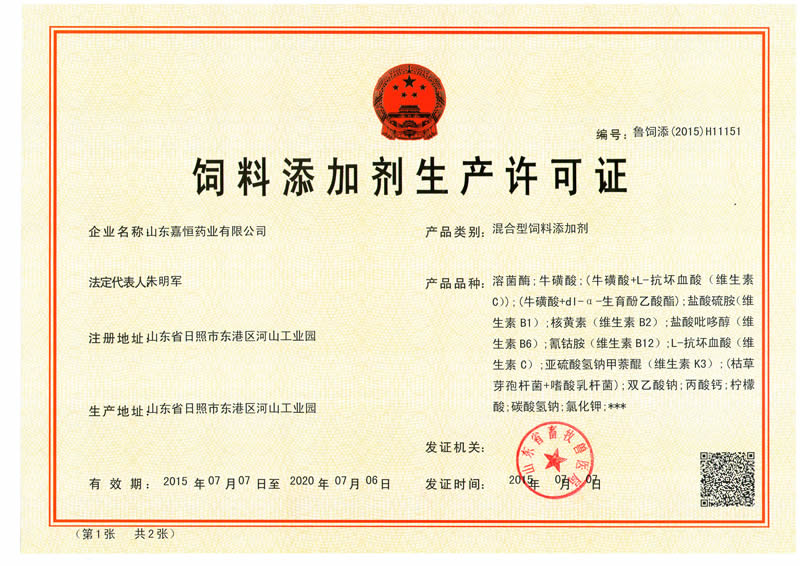 编号: 鲁饲添(2015)H11151
饲料添加剂生产许可证
企业名称 山东嘉恒药业有限公司
法定代表人 朱明军
注册地址 山东省日照市东港区河山工业园
生产地址 山东省日照市东港区河山工业园
有效期: 2015年07月07日至2020年07月06日
产品类别: 混合型饲料添加剂
产品品种: 溶菌酶;牛磺酸;(牛磺酸+L-抗坏血酸(维生素
C));(牛磺酸+dl-α-生育酚乙酸酯);盐酸硫胺(维
生素B1);核黄素(维生素B2);盐酸吡哆醇(维生素
B6);氰钴胺(维生素B12);L-抗坏血酸(维生
素C);亚硫酸氢钠甲萘醌(维生素K3);(枯草
芽孢杆菌+嗜酸乳杆菌);双乙酸钠;丙酸钙;柠檬
酸;碳酸氢钠;氯化钾;***
发证机关:
山东省畜牧兽医局
发证时间: 2015年07月07日
(第1张 共2张)